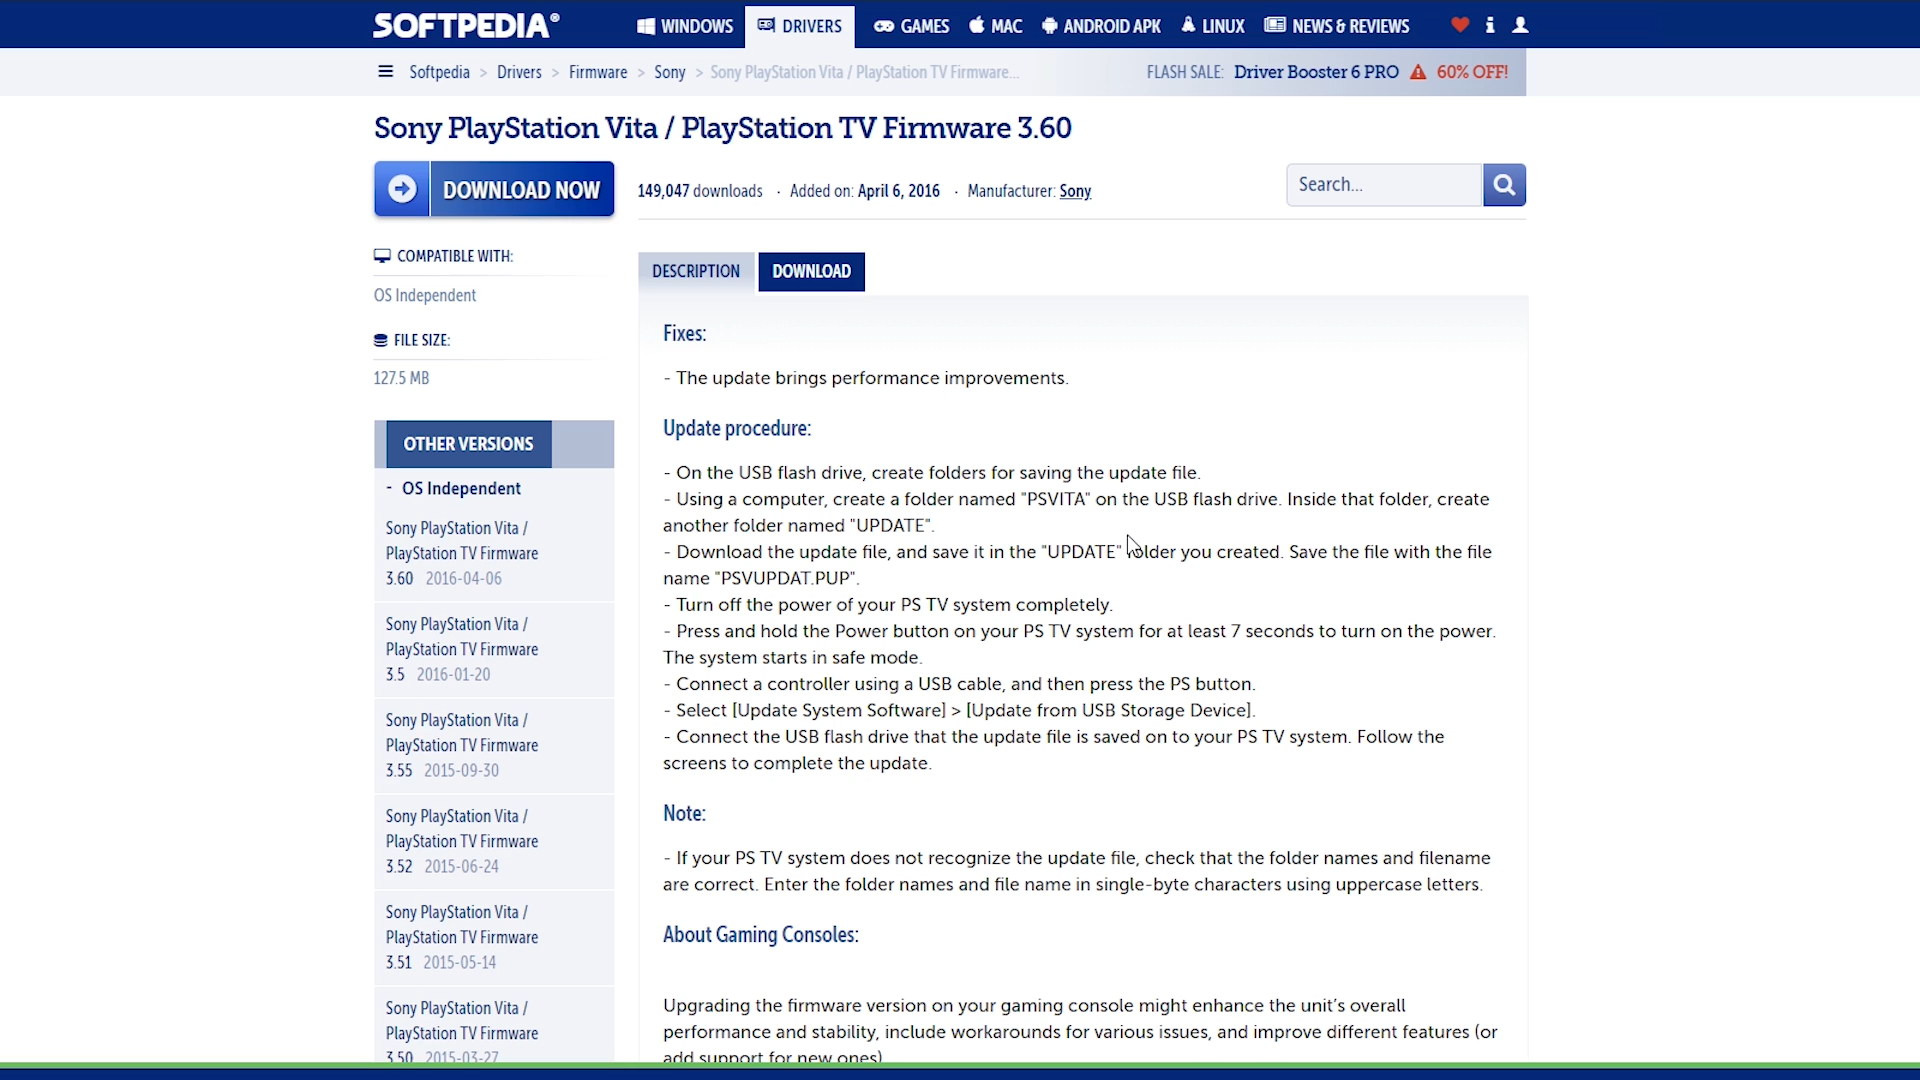 SOFTPEDIA®
WINDOWS
DRIVERS
GAMES
MAC
ANDROID APK
LINUX
NEWS & REVIEWS
Softpedia > Drivers > Firmware > Sony > Sony PlayStation Vita / PlayStation TV Firmware...
FLASH SALE: Driver Booster 6 PRO 60% OFF!
Sony PlayStation Vita / PlayStation TV Firmware 3.60
DOWNLOAD NOW
149,047 downloads · Added on: April 6, 2016 · Manufacturer: Sony
Search...
COMPATIBLE WITH:
OS Independent
FILE SIZE:
127.5 MB
OTHER VERSIONS
- OS Independent
Sony PlayStation Vita /
PlayStation TV Firmware
3.60 2016-04-06
Sony PlayStation Vita /
PlayStation TV Firmware
3.5 2016-01-20
Sony PlayStation Vita /
PlayStation TV Firmware
3.55 2015-09-30
Sony PlayStation Vita /
PlayStation TV Firmware
3.52 2015-06-24
Sony PlayStation Vita /
PlayStation TV Firmware
3.51 2015-05-14
Sony PlayStation Vita /
PlayStation TV Firmware
3.50 2015-03-27
DESCRIPTION
DOWNLOAD
Fixes:
- The update brings performance improvements.
Update procedure:
- On the USB flash drive, create folders for saving the update file.
- Using a computer, create a folder named "PSVITA" on the USB flash drive. Inside that folder, create
another folder named "UPDATE".
- Download the update file, and save it in the "UPDATE" folder you created. Save the file with the file
name "PSVUPDAT.PUP".
- Turn off the power of your PS TV system completely.
- Press and hold the Power button on your PS TV system for at least 7 seconds to turn on the power.
The system starts in safe mode.
- Connect a controller using a USB cable, and then press the PS button.
- Select [Update System Software] > [Update from USB Storage Device].
- Connect the USB flash drive that the update file is saved on to your PS TV system. Follow the
screens to complete the update.
Note:
- If your PS TV system does not recognize the update file, check that the folder names and filename
are correct. Enter the folder names and file name in single-byte characters using uppercase letters.
About Gaming Consoles:
Upgrading the firmware version on your gaming console might enhance the unit's overall
performance and stability, include workarounds for various issues, and improve different features (or
add support for new ones).